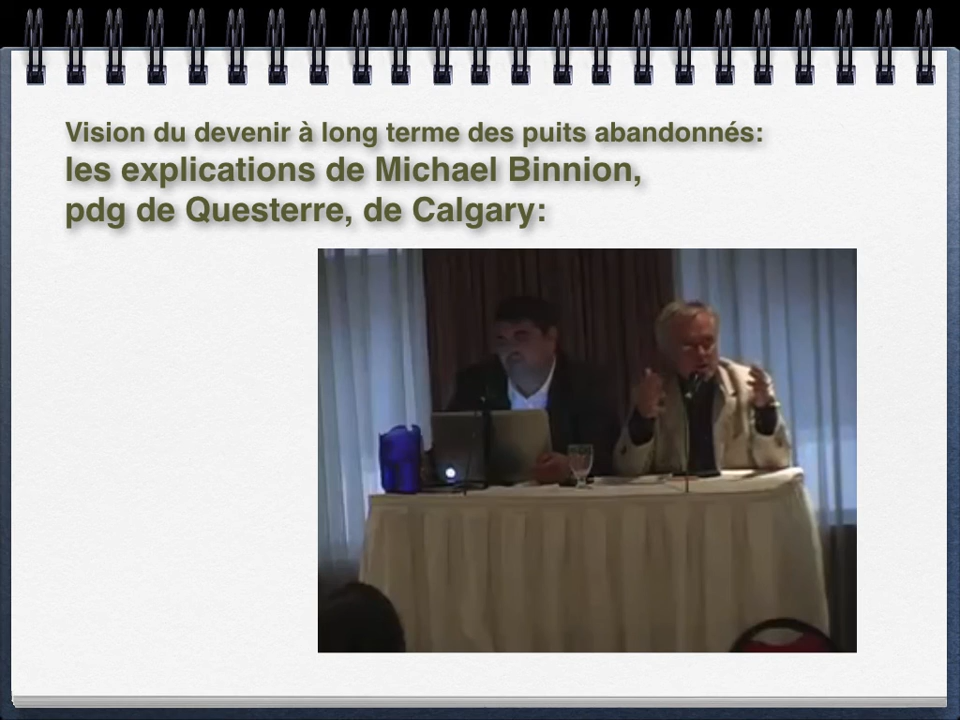 Vision du devenir à long terme des puits abandonnés:
les explications de Michael Binnion,
pdg de Questerre, de Calgary: